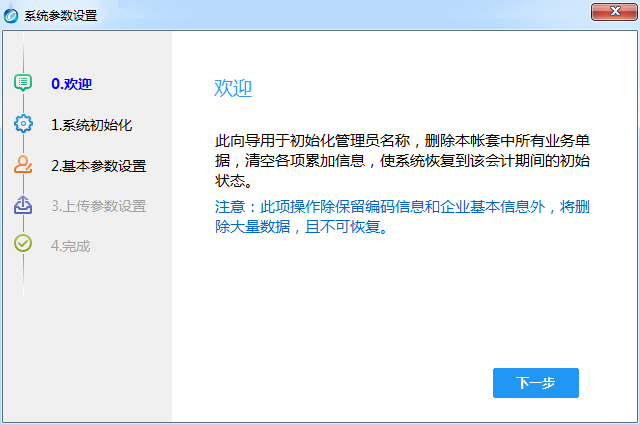 系统参数设置
0.欢迎
1.系统初始化
2.基本参数设置
3.上传参数设置
4.完成
欢迎
此向导用于初始化管理员名称，删除本帐套中所有业务单
据，清空各项累加信息，使系统恢复到该会计期间的初始
状态。
注意：此项操作除保留编码信息和企业基本信息外，将删
除大量数据，且不可恢复。
下一步